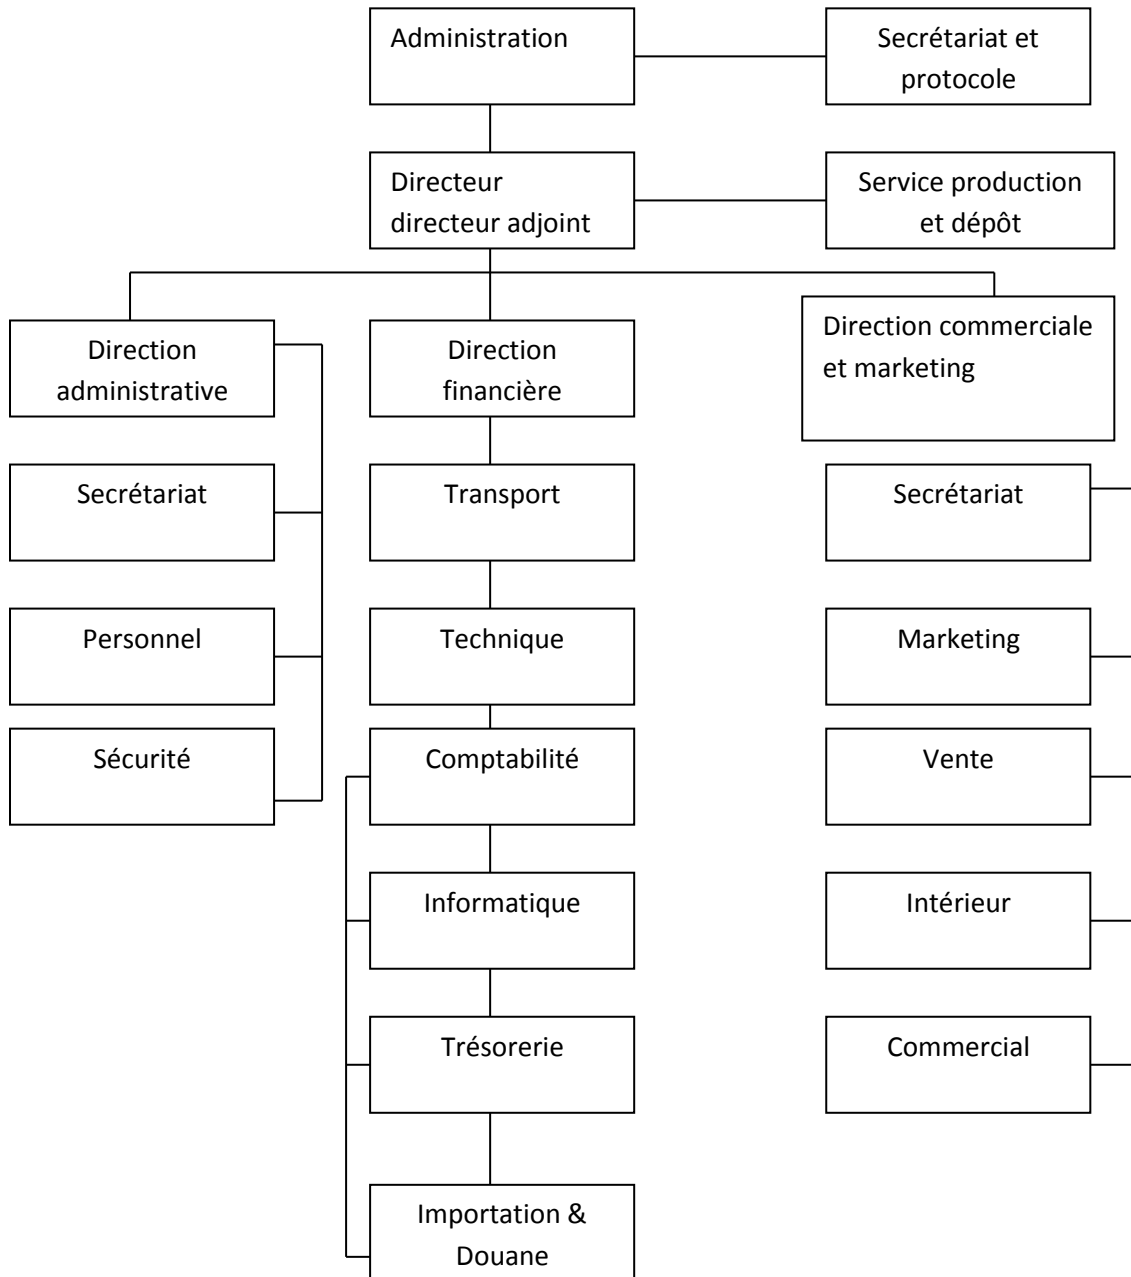 Administration
Secrétariat et
protocole
Directeur
directeur adjoint
Service production
et dépôt
Direction
administrative
Direction
financière
Direction commerciale
et marketing
Secrétariat
Transport
Secrétariat
Personnel
Technique
Marketing
Sécurité
Comptabilité
Vente
Informatique
Intérieur
Trésorerie
Commercial
Importation &
Douane